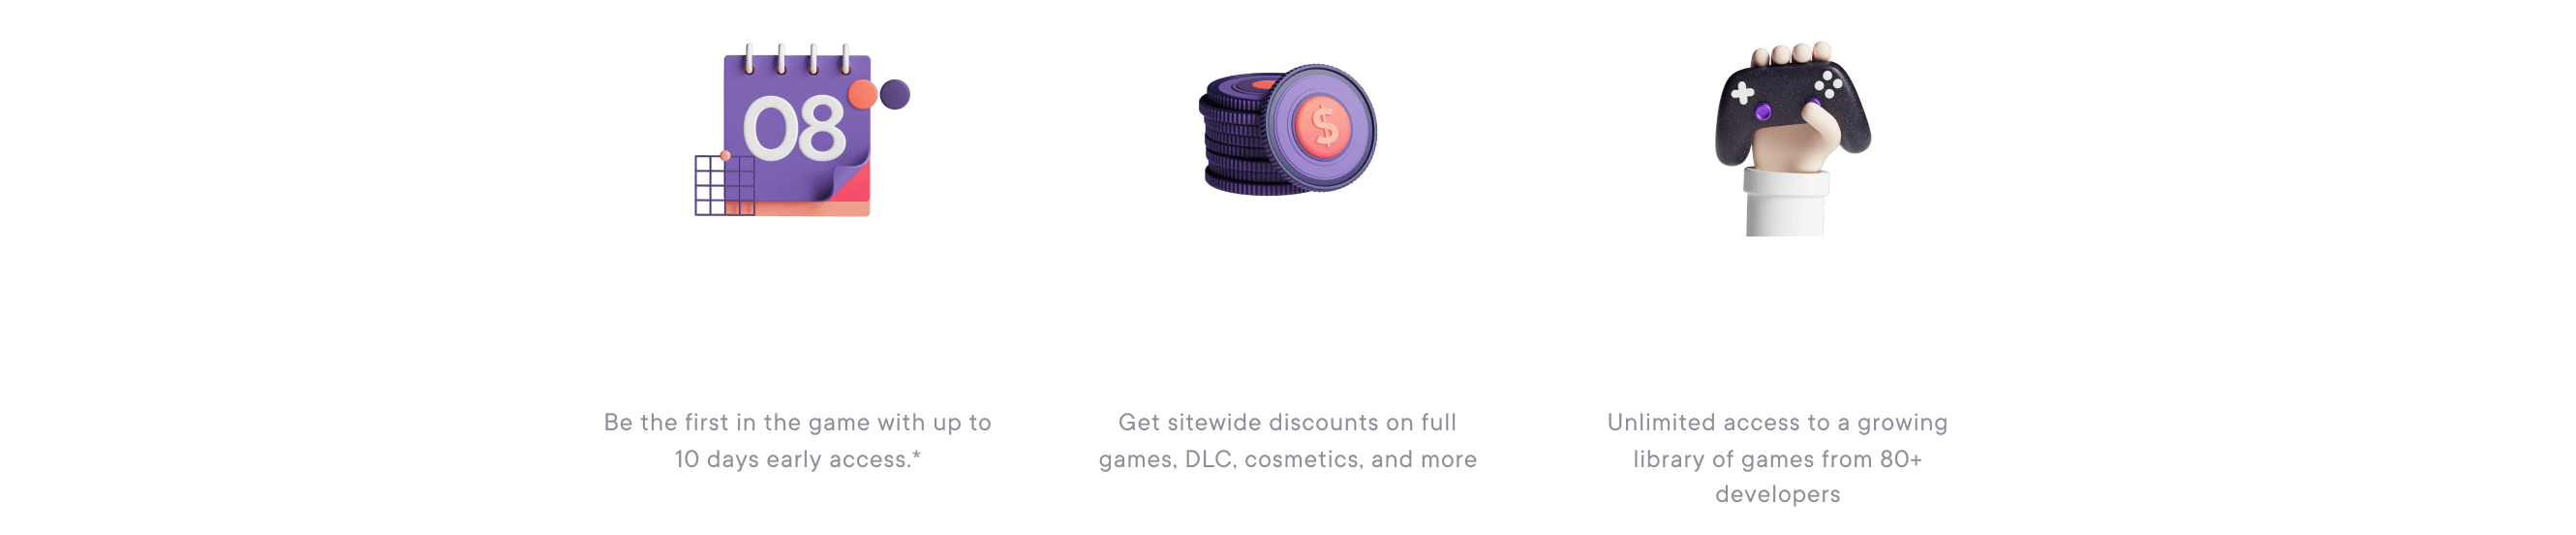 08
$
Be the first in the game with up to
10 days early access.*
Get sitewide discounts on full
games, DLC, cosmetics, and more
Unlimited access to a growing
library of games from 80+
developers